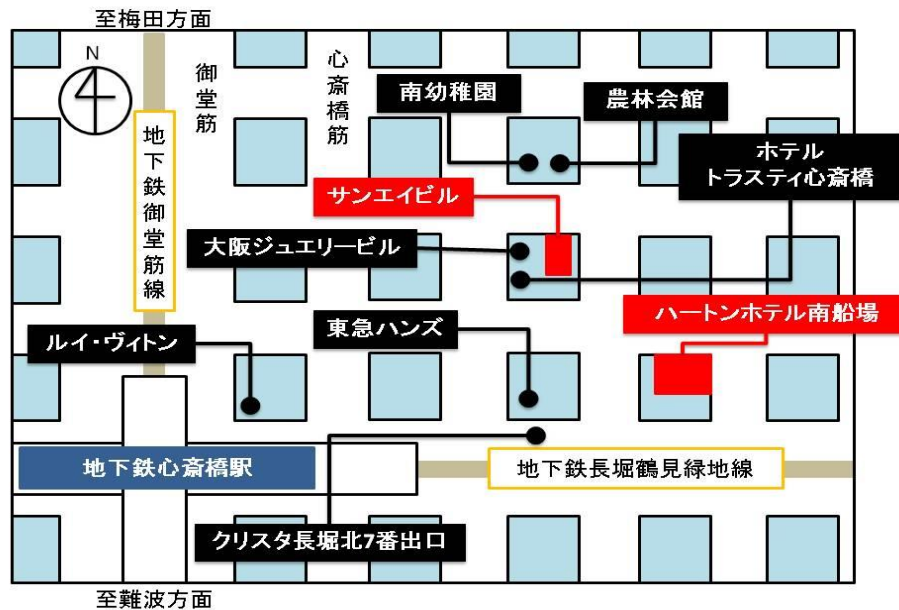 至梅田方面
N
御堂筋
心斎橋筋
南幼稚園
農林会館
地下鉄御堂筋線
ホテル
トラスティ心斎橋
サンエイビル
大阪ジュエリービル
ハートンホテル南船場
東急ハンズ
ルイ・ヴィトン
地下鉄心斎橋駅
地下鉄長堀鶴見緑地線
クリスタ長堀北7番出口
至難波方面